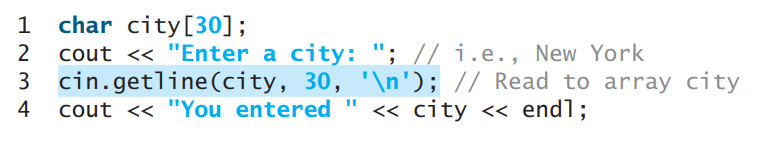 1 char city[30];
2 cout << "Enter a city: "; // i.e., New York
3 cin.getline(city, 30, '\n'); // Read to array city
4 cout << "You entered " << city << endl;